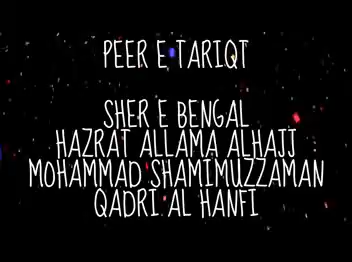 PEER E TARIQT
SHER E BENGAL
HAZRAT ALLAMA ALHAJJ
MOHAMMAD SHAMIMUZZAMAN
QADRI AL HANFI